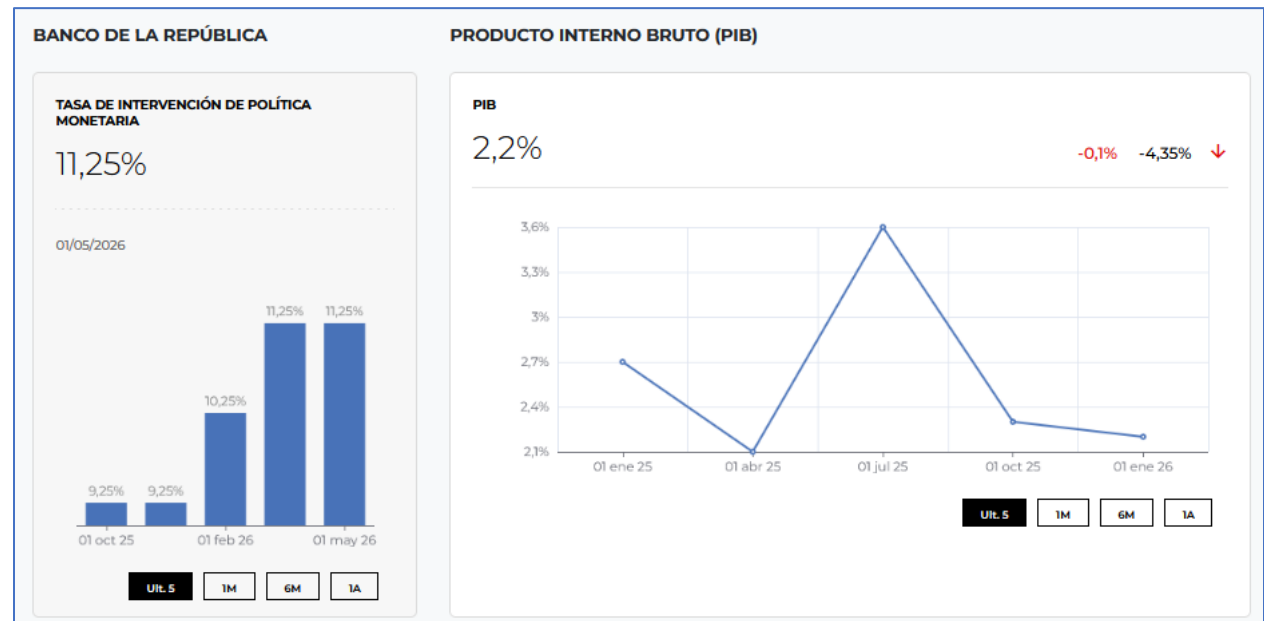 BANCO DE LA REPÚBLICA
TASA DE INTERVENCIÓN DE POLÍTICA
MONETARIA
11,25%
01/05/2026
11,25% 11,25%
10,25%
9,25% 9,25%
01 oct 25 01 feb 26 01 may 26
Ult. 5 1M 6M 1A
PRODUCTO INTERNO BRUTO (PIB)
PIB
2,2%
-0,1% -4,35%
3,6%
3,3%
3%
2,7%
2,4%
2,1%
01 ene 25 01 abr 25 01 jul 25 01 oct 25 01 ene 26
Ult. 5 1M 6M 1A